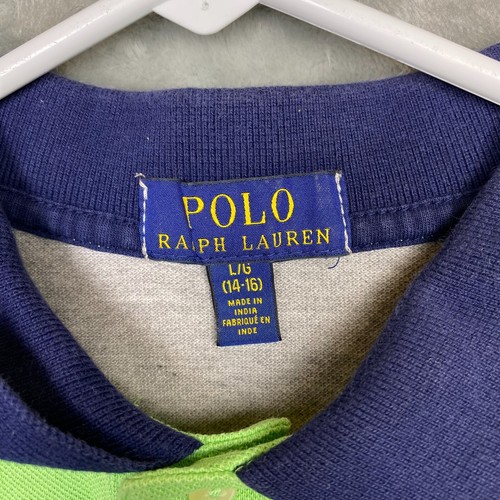 POLO
RALPH LAUREN
L/G
(14-16)
MADE IN
INDIA
FABRIQUÉ EN
INDE